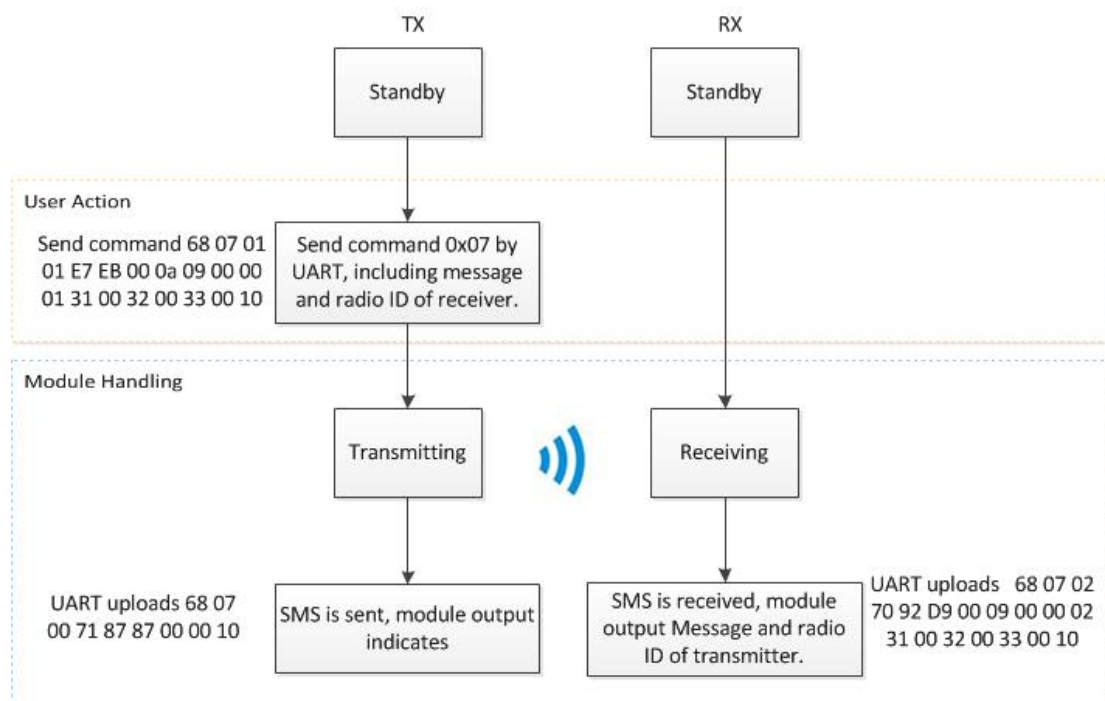 TX
RX
Standby
Standby
User Action
Send command 68 07 01
01 E7 EB 00 0a 09 00 00
01 31 00 32 00 33 00 10
Send command 0x07 by
UART, including message
and radio ID of receiver.
Module Handling
Transmitting
Receiving
UART uploads 68 07
00 71 87 87 00 00 10
SMS is sent, module output
indicates
SMS is received, module
output Message and radio
ID of transmitter.
UART uploads 68 07 02
70 92 D9 00 09 00 00 02
31 00 32 00 33 00 10